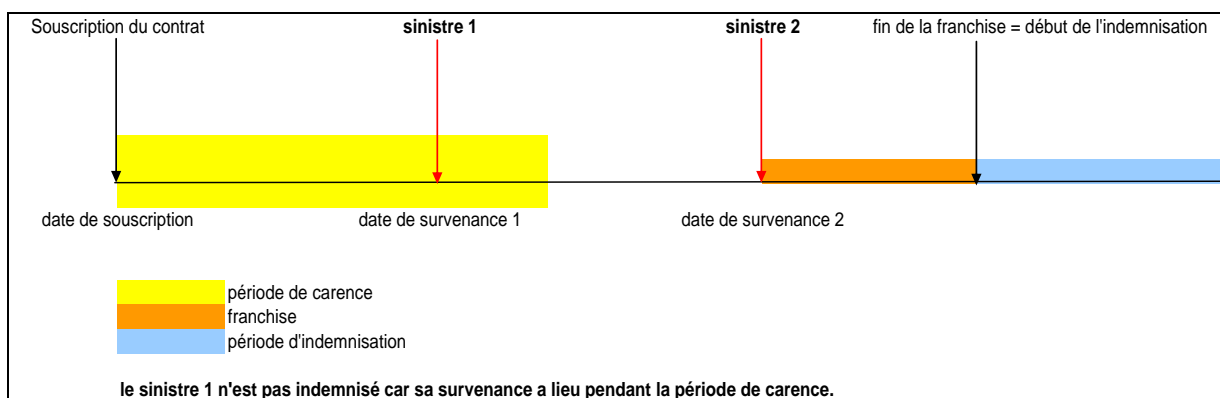 Souscription du contrat
sinistre 1
sinistre 2
fin de la franchise = début de l'indemnisation
date de souscription
date de survenance 1
date de survenance 2
période de carence
franchise
période d'indemnisation
le sinistre 1 n'est pas indemnisé car sa survenance a lieu pendant la période de carence.